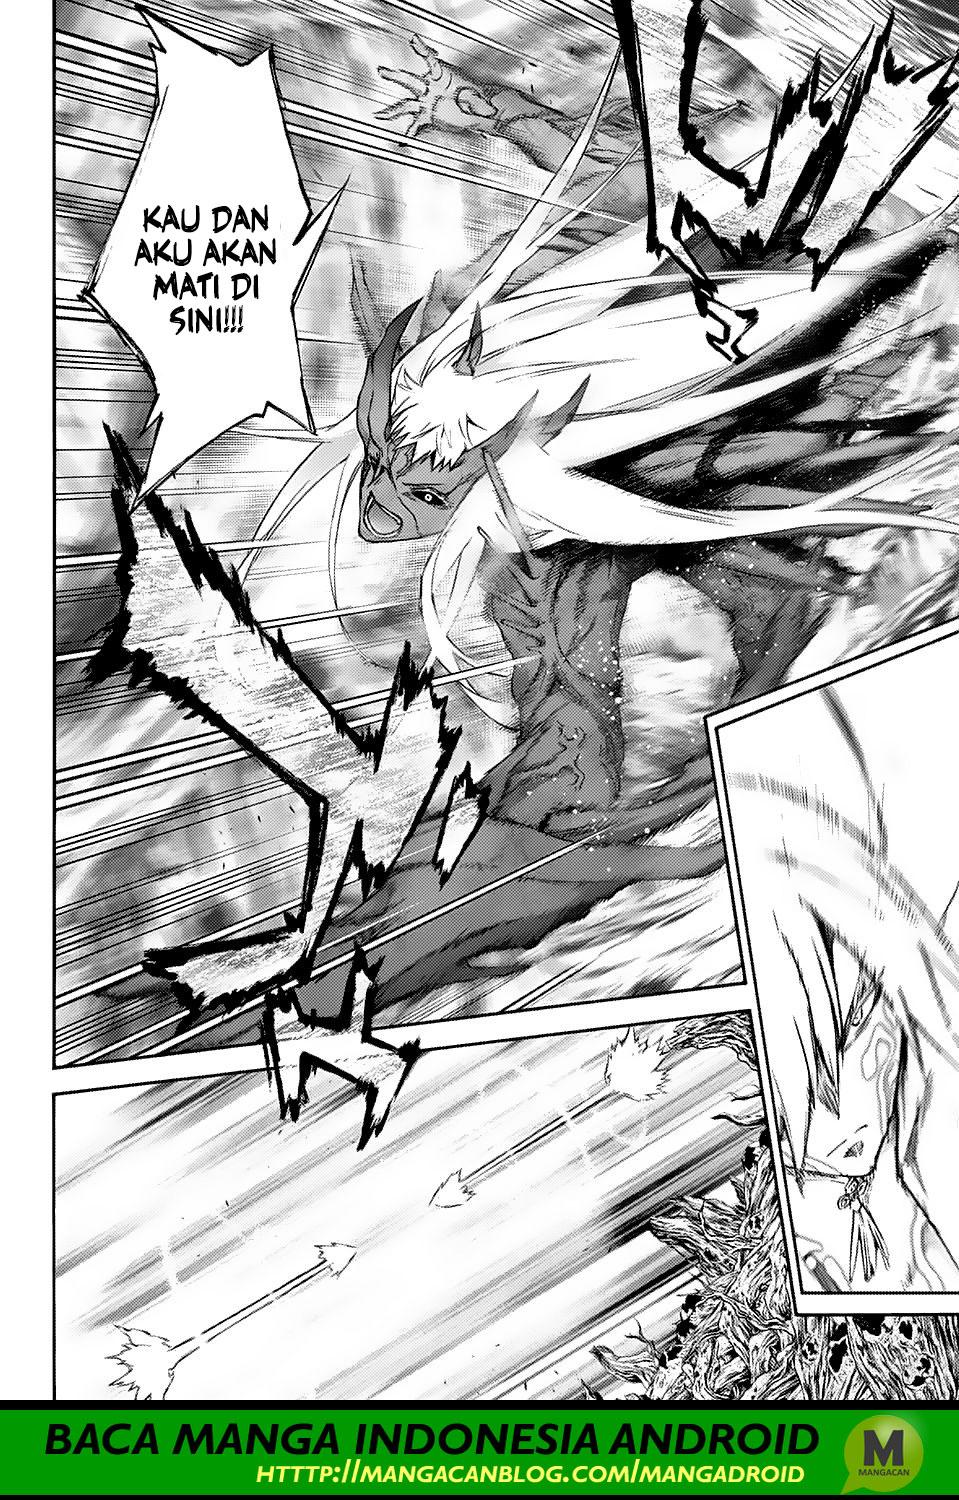 KAU DAN
AKU AKAN
MATI DI
SINI!!!
BACA MANGA INDONESIA ANDROID
HTTTP://MANGACANBLOG.COM/MANGADROID
M
MANGACAN